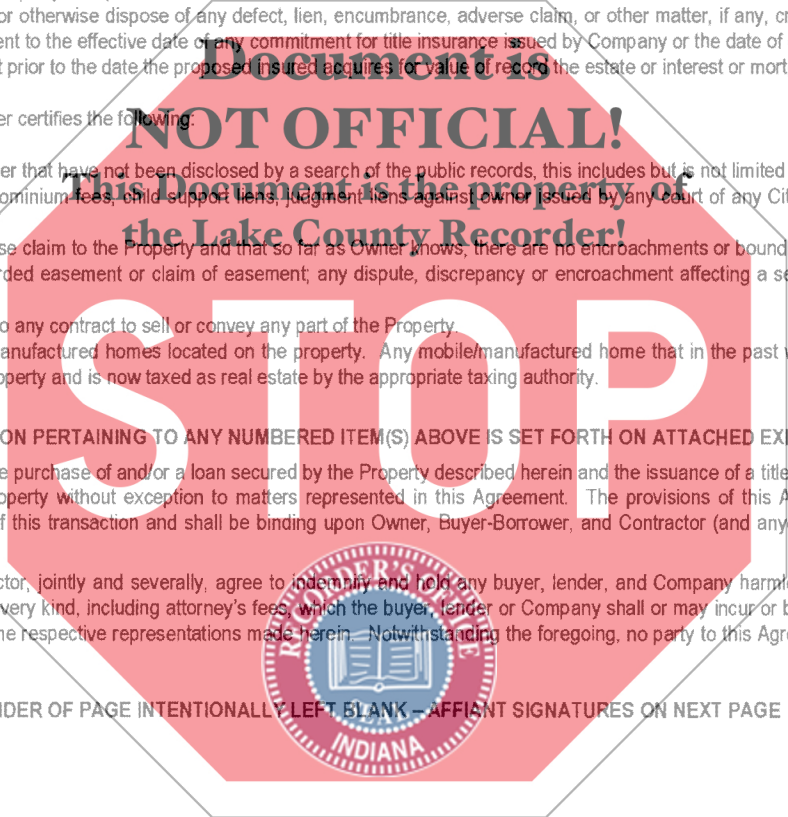 or otherwise dispose of any defect, lien, encumbrance, adverse claim, or other matter, if any, cr
ent to the effective date of any commitment for title insurance issued by Company or the date of
Document is
t prior to the date the proposed insured acquires for value of record the estate or interest or mort
er certifies the following:
NOT OFFICIAL!
er that have not been disclosed by a search of the public records, this includes but is not limited
This Document is the property of
ominium fees, child support liens, judgment liens against owner issued by any court of any Cit
the Lake County Recorder!
se claim to the Property and that so far as Owner knows, there are no encroachments or bound
rded easement or claim of easement; any dispute, discrepancy or encroachment affecting a se
STOP
o any contract to sell or convey any part of the Property.
anufactured homes located on the property. Any mobile/manufactured home that in the past v
operty and is now taxed as real estate by the appropriate taxing authority.
ON PERTAINING TO ANY NUMBERED ITEM(S) ABOVE IS SET FORTH ON ATTACHED EXI
e purchase of and/or a loan secured by the Property described herein and the issuance of a title
operty without exception to matters represented in this Agreement. The provisions of this A
f this transaction and shall be binding upon Owner, Buyer-Borrower, and Contractor (and any
ctor, jointly and severally, agree to indemnify and hold any buyer, lender, and Company harml
very kind, including attorney's fees, which the buyer, lender or Company shall or may incur or b
ne respective representations made herein. Notwithstanding the foregoing, no party to this Agre
RECORDER'S OFFICE
SEAL
INDIANA
NDER OF PAGE INTENTIONALLY LEFT BLANK – AFFIANT SIGNATURES ON NEXT PAGE